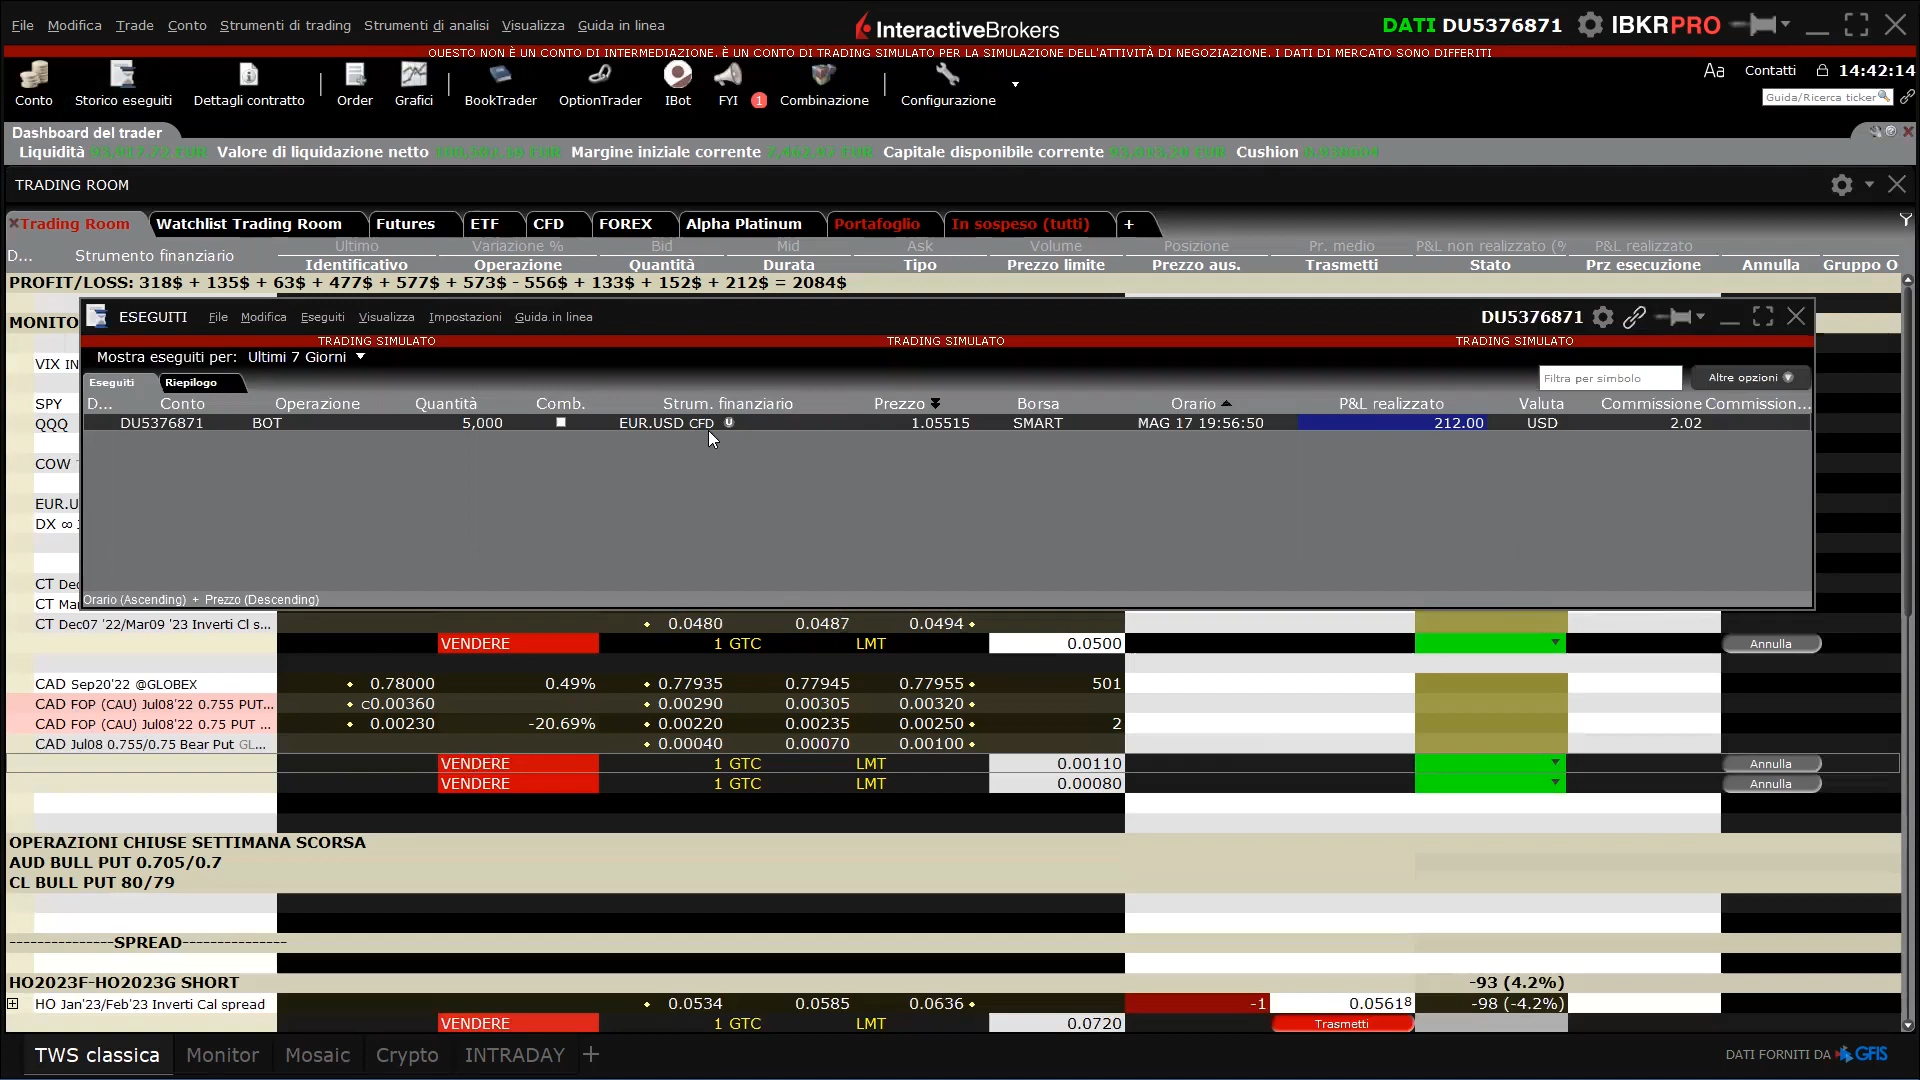 File Modifica Trade Conto Strumenti di trading Strumenti di analisi Visualizza Guida in linea InteractiveBrokers DATI DU5376871 IBKRPRO
QUESTO NON È UN CONTO DI INTERMEDIAZIONE. È UN CONTO DI TRADING SIMULATO PER LA SIMULAZIONE DELL'ATTIVITÀ DI NEGOZIAZIONE. I DATI DI MERCATO SONO DIFFERITI
Aa Contatti 14:42:14
Conto Storico eseguiti Dettagli contratto Order Grafici BookTrader OptionTrader IBot FYI 1 Combinazione Configurazione Guida/Ricerca ticker
Dashboard del trader
Liquidità Valore di liquidazione netto Margine iniziale corrente Capitale disponibile corrente Cushion
TRADING ROOM
Trading Room Watchlist Trading Room Futures ETF CFD FOREX Alpha Platinum Portafoglio In sospeso (tutti) +
D... Strumento finanziario Ultimo Variazione % Bid Mid Ask Volume Posizione Pr. medio P&L non realizzato (% P&L realizzato
Identificativo Operazione Quantità Durata Tipo Prezzo limite Prezzo aus. Trasmetti Stato Prz esecuzione Annulla Gruppo O
PROFIT/LOSS: 318$ + 135$ + 63$ + 477$ + 577$ + 573$ - 556$ + 133$ + 152$ + 212$ = 2084$
MONITO
ESEGUITI File Modifica Eseguiti Visualizza Impostazioni Guida in linea DU5376871
TRADING SIMULATO TRADING SIMULATO TRADING SIMULATO
Mostra eseguiti per: Ultimi 7 Giorni
Eseguiti Riepilogo Filtra per simbolo Altre opzioni
D... Conto Operazione Quantità Comb. Strum. finanziario Prezzo Borsa Orario P&L realizzato Valuta Commissione Commission...
DU5376871 BOT 5,000 EUR.USD CFD U 1.05515 SMART MAG 17 19:56:50 212.00 USD 2.02
Orario (Ascending) + Prezzo (Descending)
VIX IN
SPY
QQQ
COW
EUR.U
DX ∞
CT Dec
CT Ma
CT Dec07 '22/Mar09 '23 Inverti Cl s... 0.0480 0.0487 0.0494
VENDERE 1 GTC LMT 0.0500 Annulla
CAD Sep20'22 @GLOBEX 0.78000 0.49% 0.77935 0.77945 0.77955 501
CAD FOP (CAU) Jul08'22 0.755 PUT... c0.00360 0.00290 0.00305 0.00320
CAD FOP (CAU) Jul08'22 0.75 PUT ... 0.00230 -20.69% 0.00220 0.00235 0.00250 2
CAD Jul08 0.755/0.75 Bear Put GL... 0.00040 0.00070 0.00100
VENDERE 1 GTC LMT 0.00110 Annulla
VENDERE 1 GTC LMT 0.00080 Annulla
OPERAZIONI CHIUSE SETTIMANA SCORSA
AUD BULL PUT 0.705/0.7
CL BULL PUT 80/79
---------------SPREAD---------------
HO2023F-HO2023G SHORT -93 (4.2%)
HO Jan'23/Feb'23 Inverti Cal spread 0.0534 0.0585 0.0636 -1 0.05618 -98 (-4.2%)
VENDERE 1 GTC LMT 0.0720 Trasmetti
TWS classica Monitor Mosaic Crypto INTRADAY + DATI FORNITI DA GFIS